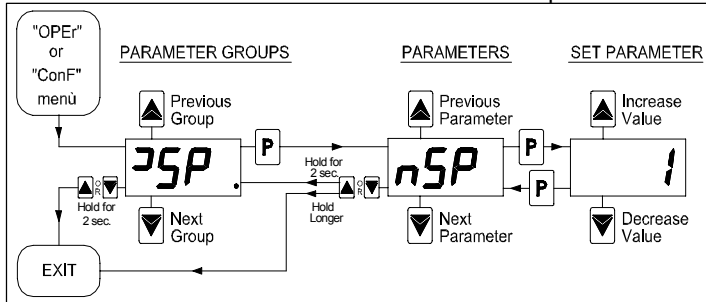 "OPEr"
or
"ConF"
menù
PARAMETER GROUPS
PARAMETERS
SET PARAMETER
Previous
Group
Previous
Parameter
Increase
Value
SP.
P
Hold for
2 sec.
nSP
P
P
1
OR
Hold for
2 sec.
OR
Hold
Longer
Next
Group
Next
Parameter
Decrease
Value
EXIT